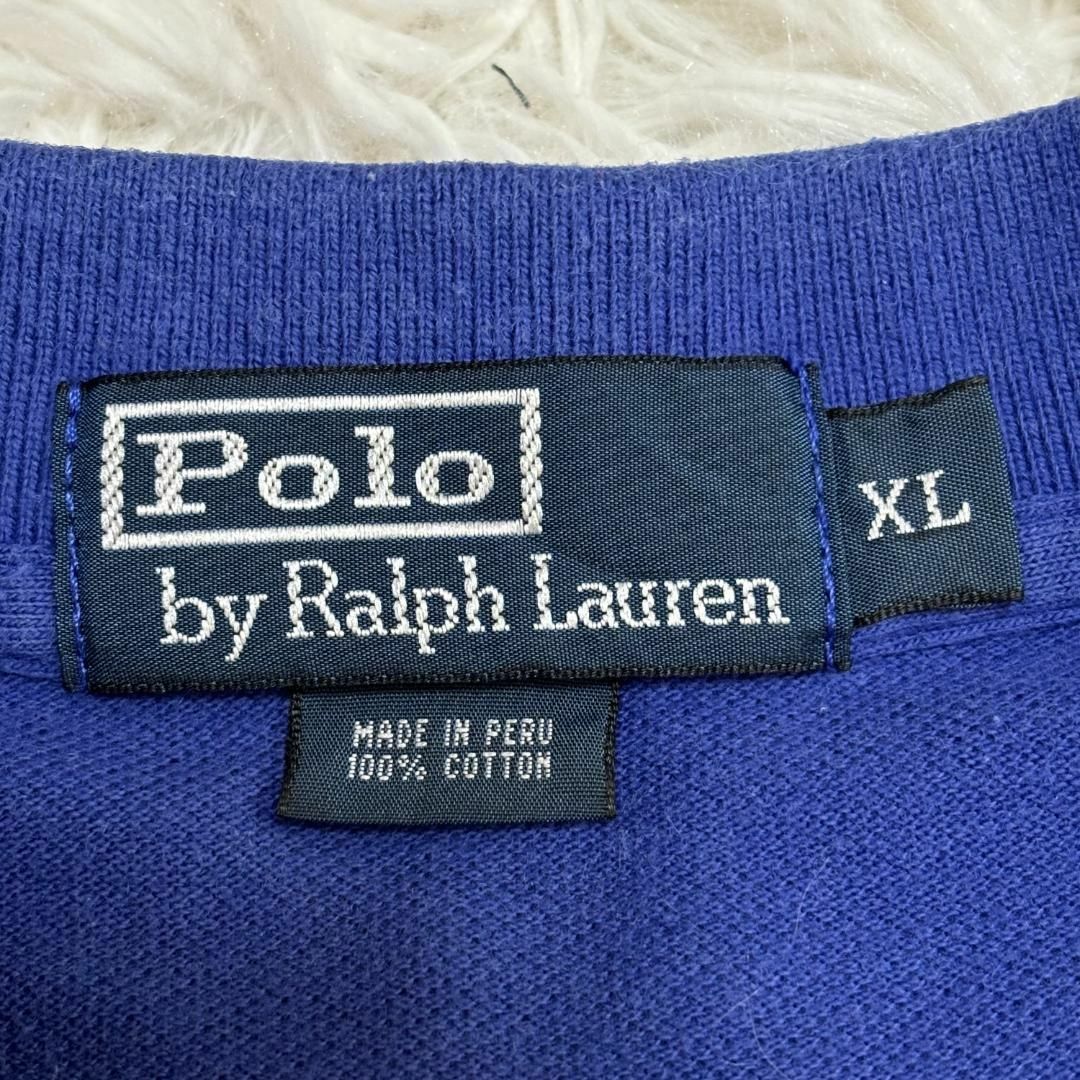 Polo
by Ralph Lauren
XL
MADE IN PERU
100% COTTON